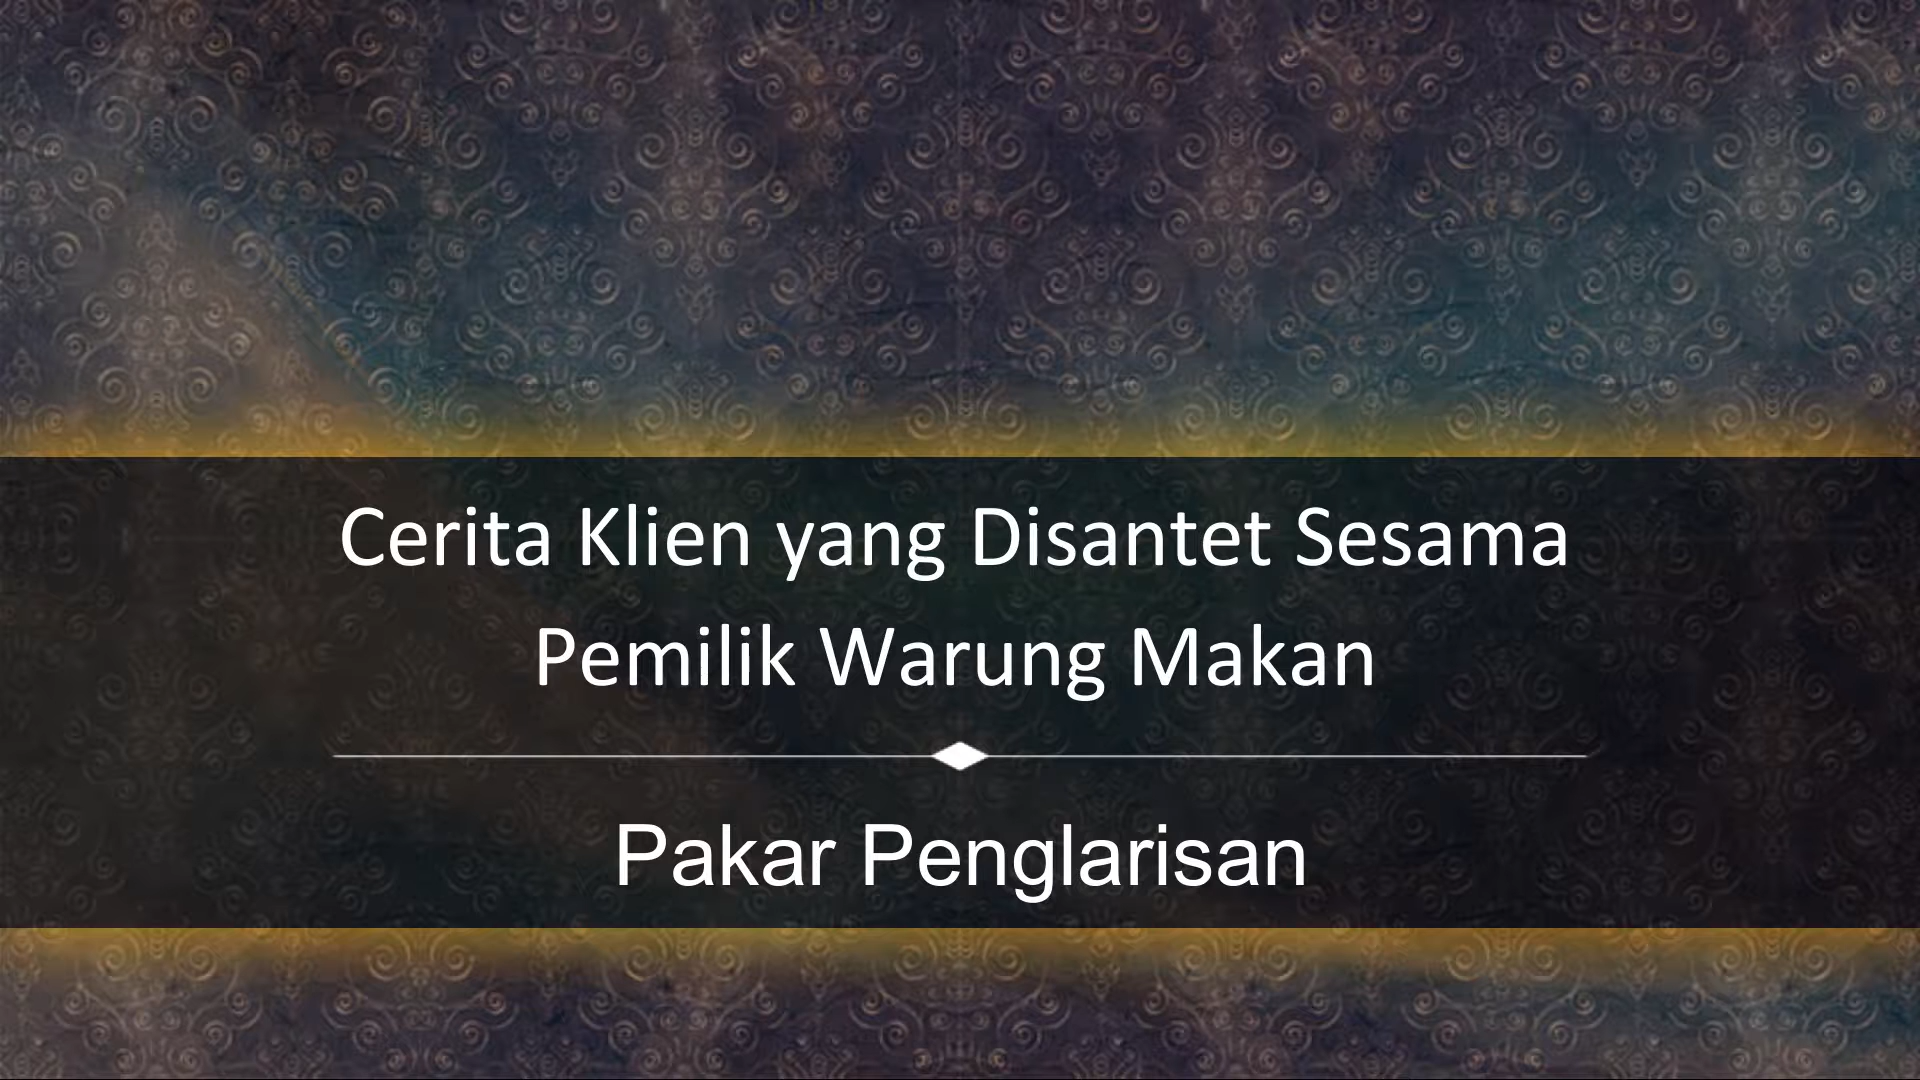 Cerita Klien yang Disantet Sesama
Pemilik Warung Makan
Pakar Penglarisan